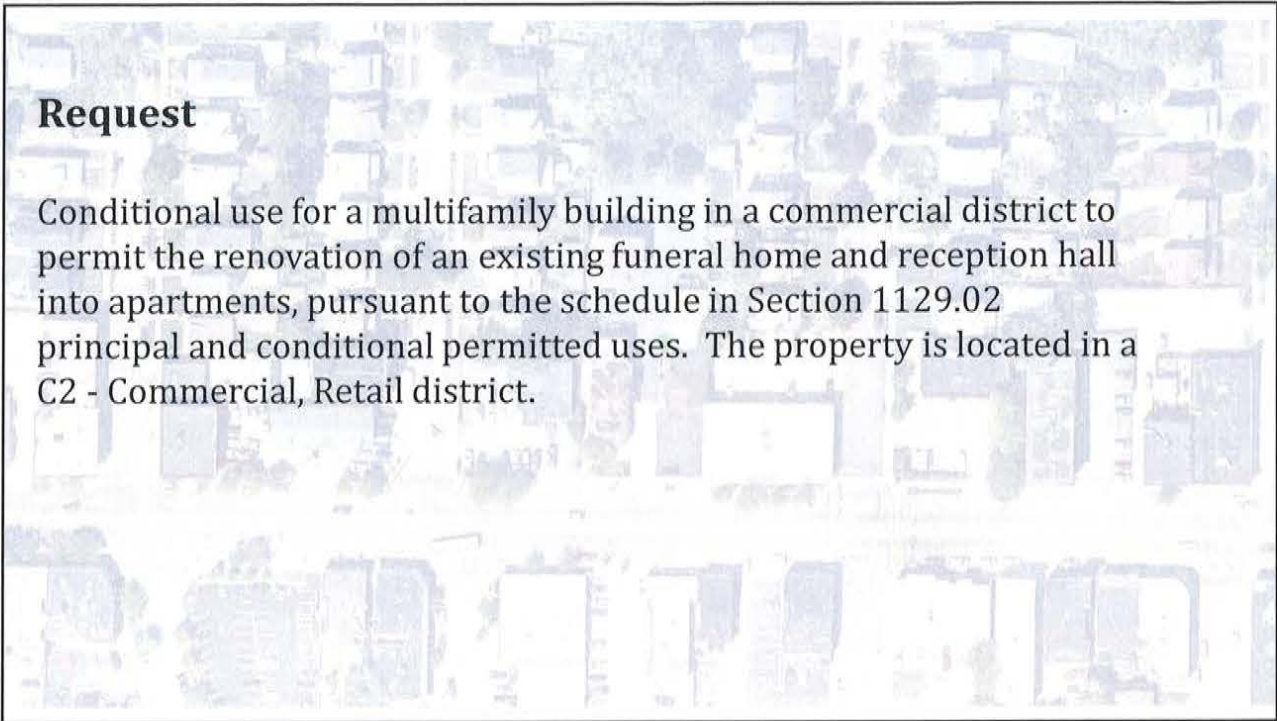 Request
Conditional use for a multifamily building in a commercial district to
permit the renovation of an existing funeral home and reception hall
into apartments, pursuant to the schedule in Section 1129.02
principal and conditional permitted uses.  The property is located in a
C2 - Commercial, Retail district.